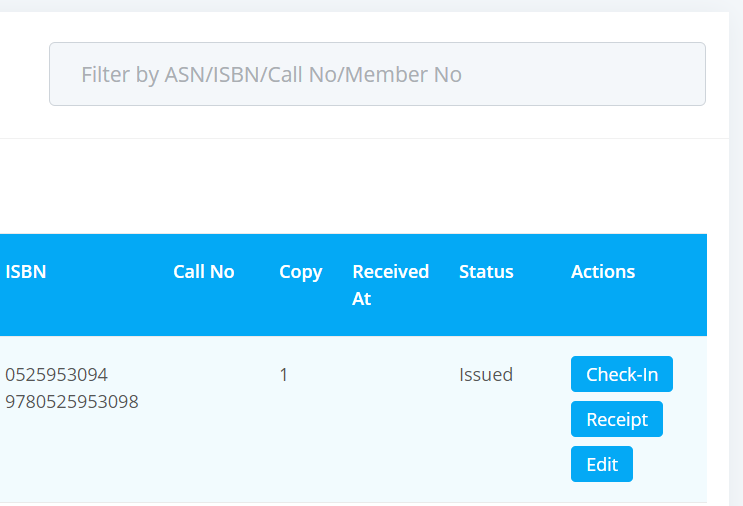 Filter by ASN/ISBN/Call No/Member No
ISBN Call No Copy Received At Status Actions
0525953094 1 Issued Check-In
9780525953098
Receipt
Edit